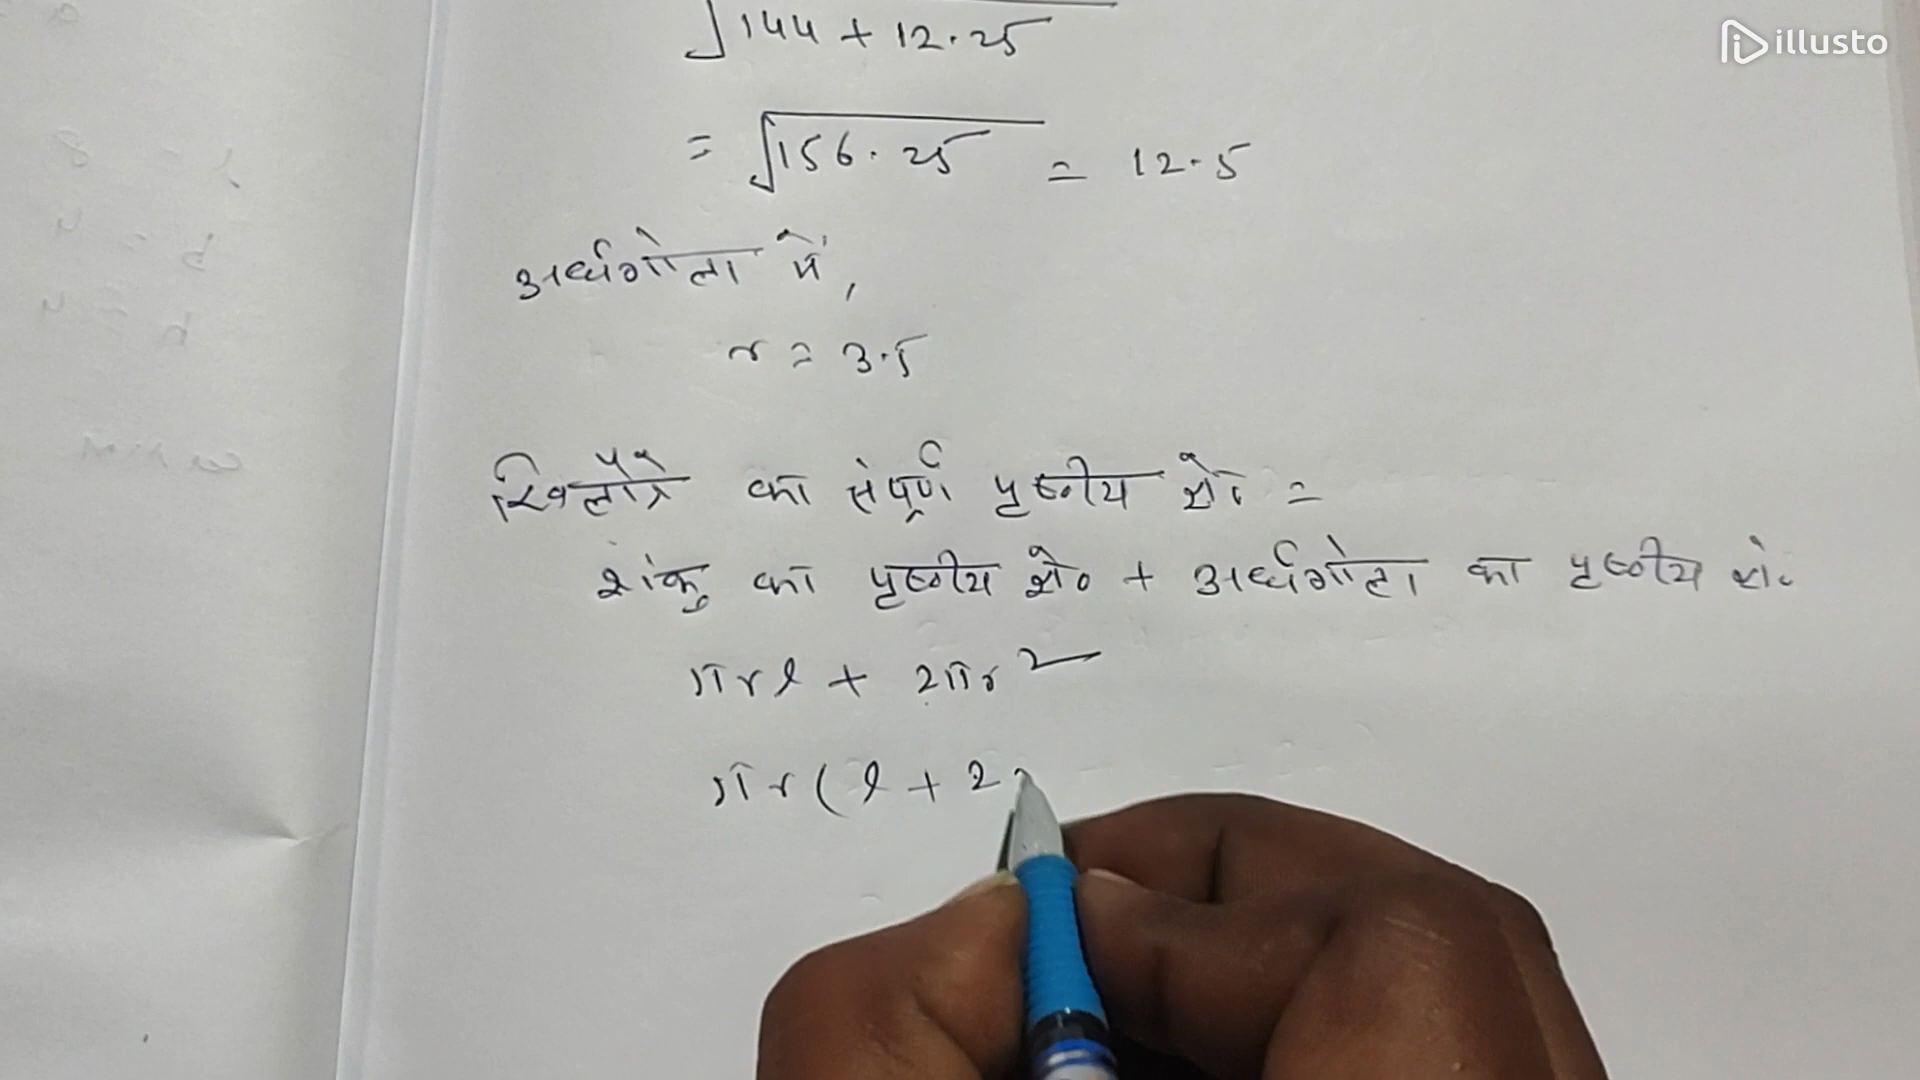 illusto
√144 + 12.25
= √156.25 = 12.5
अर्धगोला में,
r = 3.5
खिलौने का संपूर्ण पृष्ठीय क्षे० =
शंकु का पृष्ठीय क्षे० + अर्धगोला का पृष्ठीय क्षे०
πrl + 2πr²
πr(l + 2